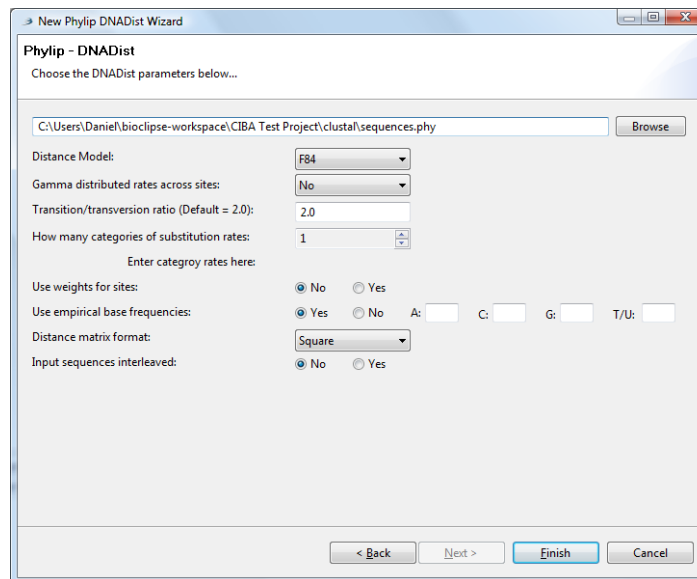 New Phylip DNADist Wizard
Phylip - DNADist
Choose the DNADist parameters below...
C:\Users\Daniel\bioclipse-workspace\CIBA Test Project\clustal\sequences.phy Browse
Distance Model: F84
Gamma distributed rates across sites: No
Transition/transversion ratio (Default = 2.0): 2.0
How many categories of substitution rates: 1
Enter categroy rates here:
Use weights for sites: No Yes
Use empirical base frequencies: Yes No A: C: G: T/U:
Distance matrix format: Square
Input sequences interleaved: No Yes
< Back Next > Finish Cancel